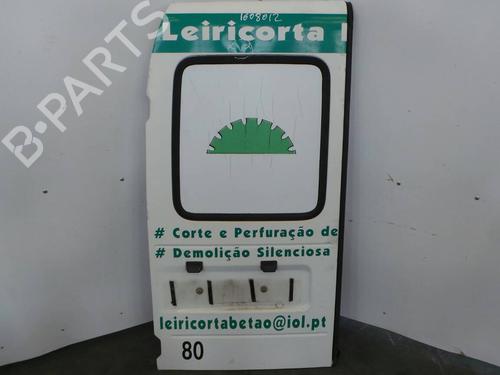 1608012
Leiricorta
B-PARTS
# Corte e Perfuração de
# Demolição Silenciosa
leiricortabetao@iol.pt
80